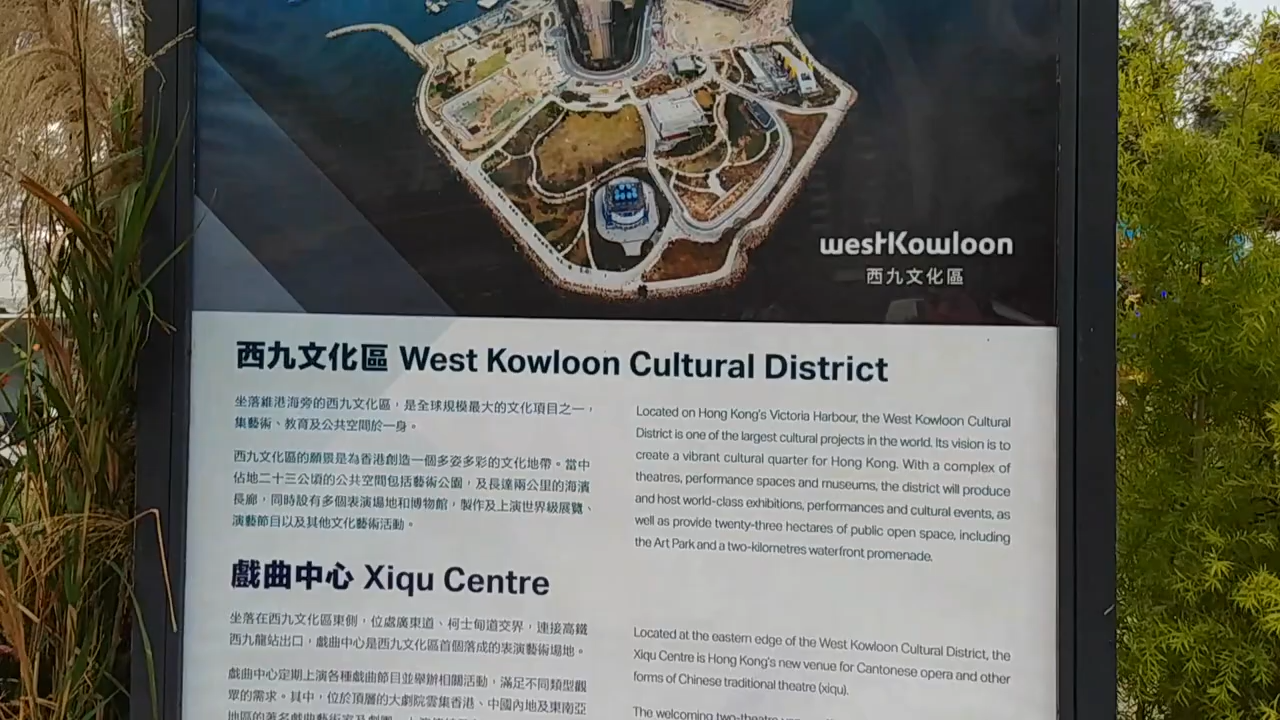 westKowloon
西九文化區
西九文化區 West Kowloon Cultural District
坐落維港海旁的西九文化區，是全球規模最大的文化項目之一，
集藝術、教育及公共空間於一身。
西九文化區的願景是為香港創造一個多姿多彩的文化地帶。當中
佔地二十三公頃的公共空間包括藝術公園，及長達兩公里的海濱
長廊，同時設有多個表演場地和博物館，製作及上演世界級展覽、
演藝節目以及其他文化藝術活動。
Located on Hong Kong's Victoria Harbour, the West Kowloon Cultural
District is one of the largest cultural projects in the world. Its vision is to
create a vibrant cultural quarter for Hong Kong. With a complex of
theatres, performance spaces and museums, the district will produce
and host world-class exhibitions, performances and cultural events, as
well as provide twenty-three hectares of public open space, including
the Art Park and a two-kilometres waterfront promenade.
戲曲中心 Xiqu Centre
坐落在西九文化區東側，位處廣東道、柯士甸道交界，連接高鐵
西九龍站出口，戲曲中心是西九文化區首個落成的表演藝術場地。
戲曲中心定期上演各種戲曲節目並舉辦相關活動，滿足不同類型觀
眾的需求。其中，位於頂層的大劇院雲集香港、中國內地及東南亞
地區的著名戲曲藝術家及劇團
Located at the eastern edge of the West Kowloon Cultural District, the
Xiqu Centre is Hong Kong's new venue for Cantonese opera and other
forms of Chinese traditional theatre (xiqu).
The welcoming two-theatre